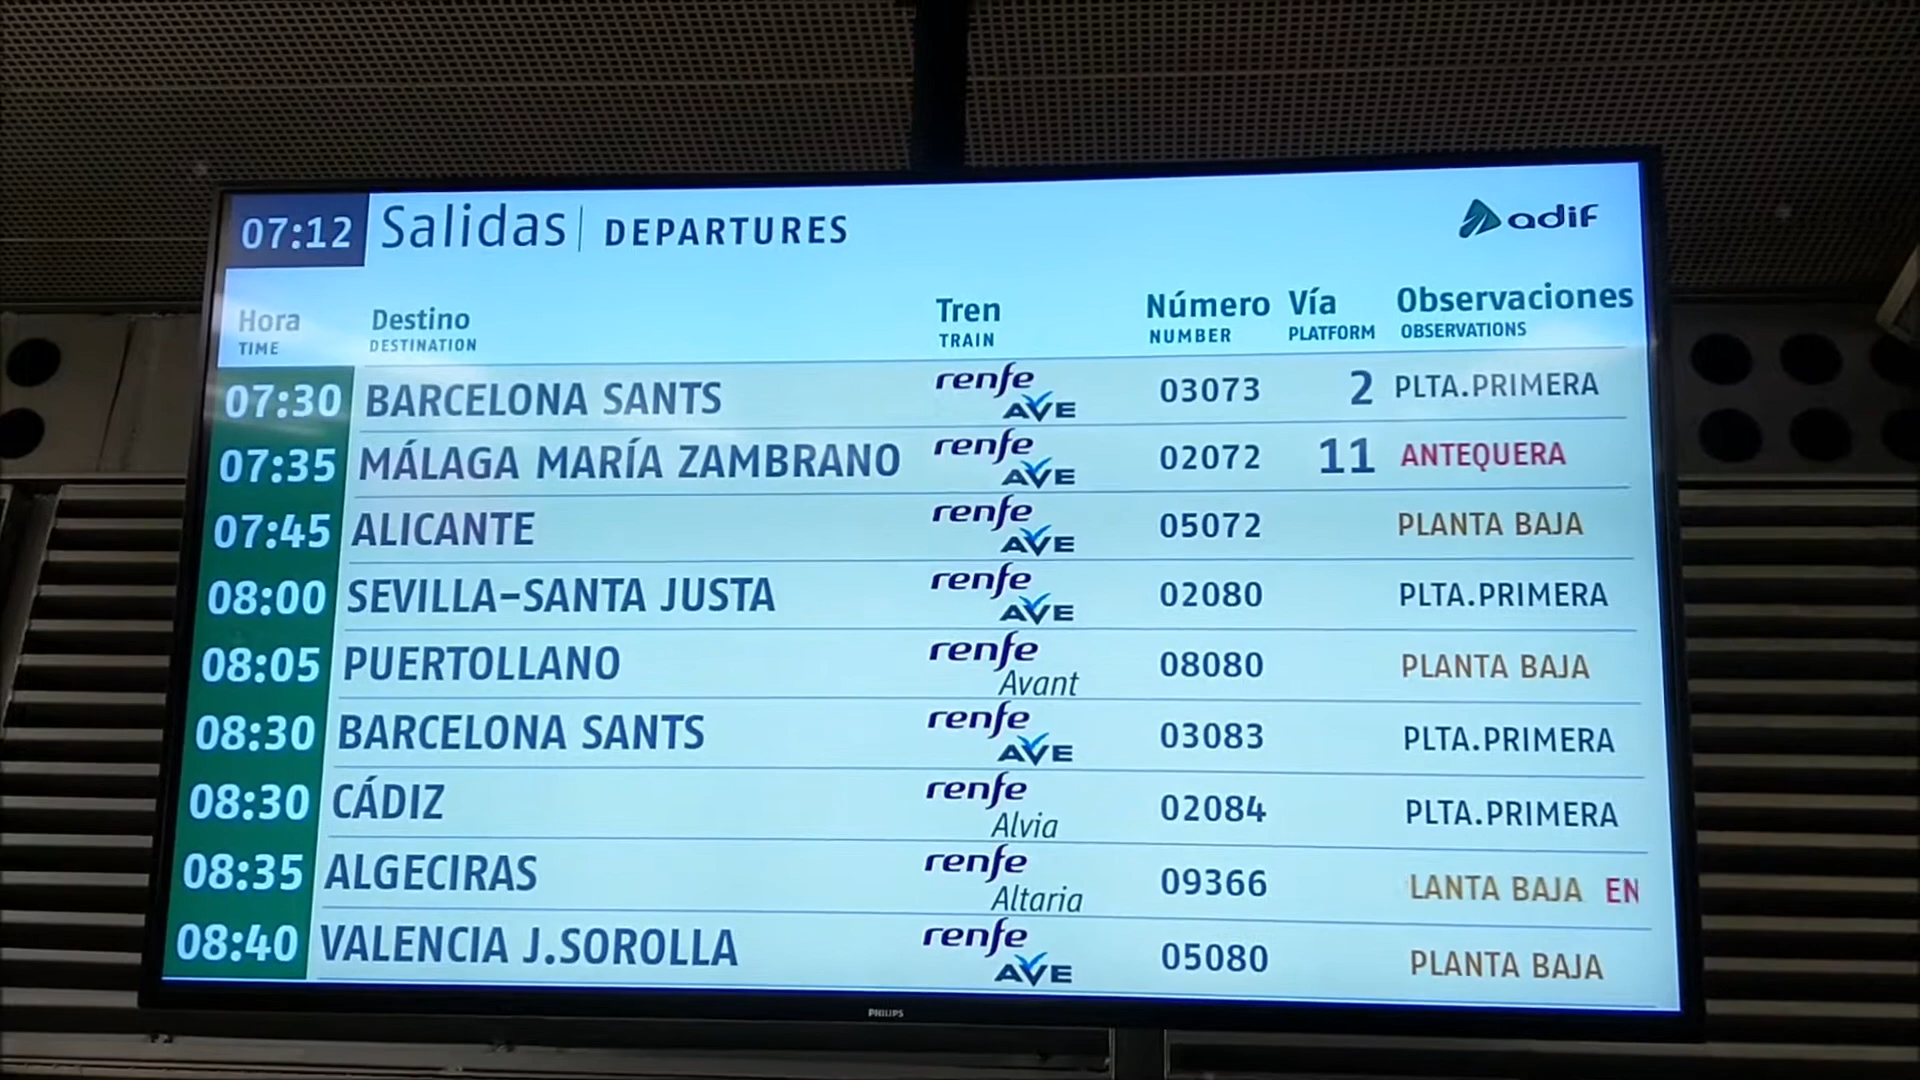 07:12 Salidas | DEPARTURES adif
Hora Destino Tren Número Vía Observaciones
TIME DESTINATION TRAIN NUMBER PLATFORM OBSERVATIONS
07:30 BARCELONA SANTS renfe AVE 03073 2 PLTA.PRIMERA
07:35 MÁLAGA MARÍA ZAMBRANO renfe AVE 02072 11 ANTEQUERA
07:45 ALICANTE renfe AVE 05072 PLANTA BAJA
08:00 SEVILLA-SANTA JUSTA renfe AVE 02080 PLTA.PRIMERA
08:05 PUERTOLLANO renfe Avant 08080 PLANTA BAJA
08:30 BARCELONA SANTS renfe AVE 03083 PLTA.PRIMERA
08:30 CÁDIZ renfe Alvia 02084 PLTA.PRIMERA
08:35 ALGECIRAS renfe Altaria 09366 LANTA BAJA EN
08:40 VALENCIA J.SOROLLA renfe AVE 05080 PLANTA BAJA
PHILIPS